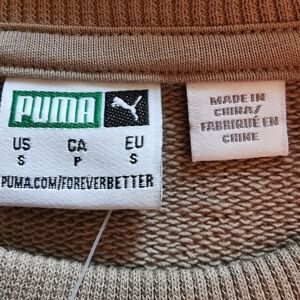 PUMA
US CA EU
S P S
PUMA.COM/FOREVERBETTER
MADE IN
CHINA/
FABRIQUÉ EN
CHINE